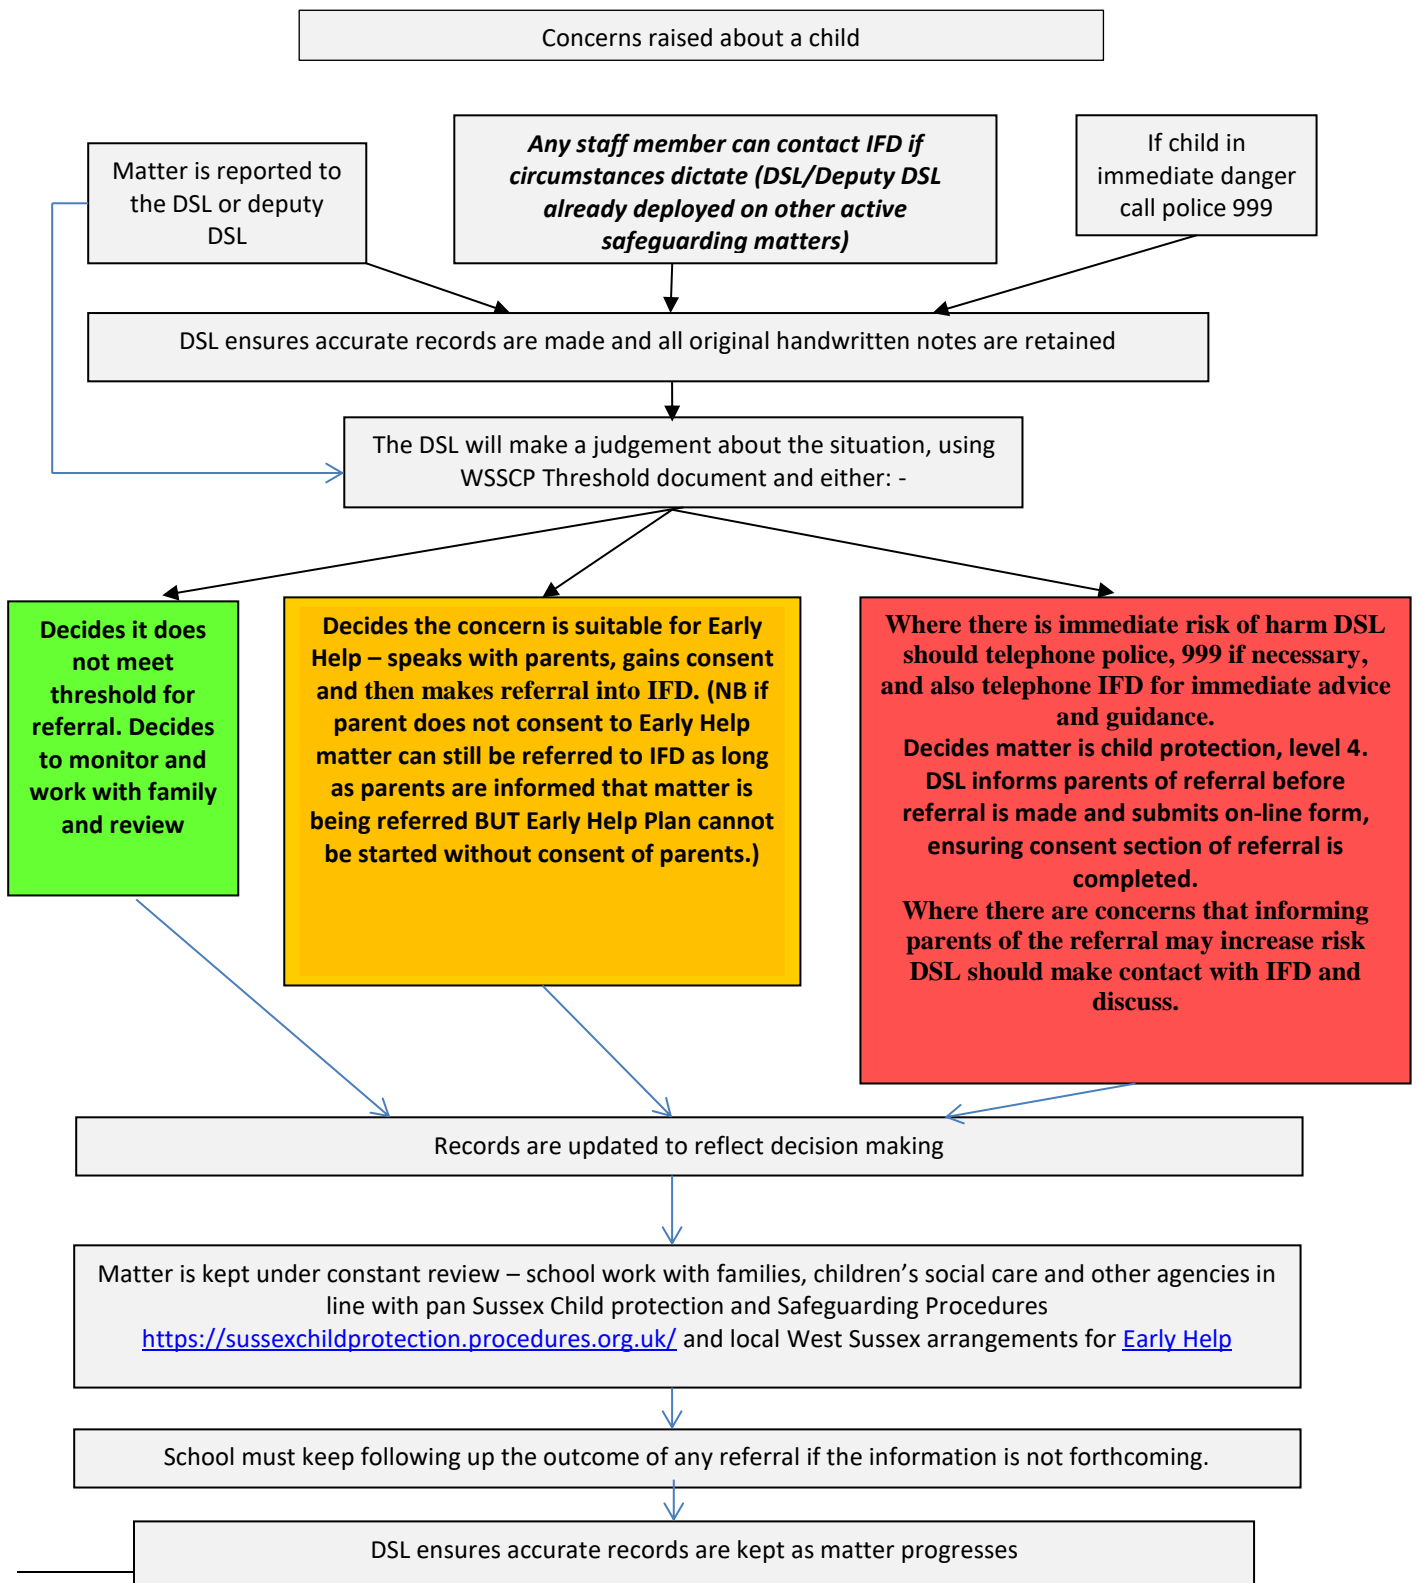 Concerns raised about a child
Matter is reported to
the DSL or deputy
DSL
Any staff member can contact IFD if
circumstances dictate (DSL/Deputy DSL
already deployed on other active
safeguarding matters)
If child in
immediate danger
call police 999
DSL ensures accurate records are made and all original handwritten notes are retained
The DSL will make a judgement about the situation, using
WSSCP Threshold document and either: -
Decides it does
not meet
threshold for
referral. Decides
to monitor and
work with family
and review
Decides the concern is suitable for Early
Help – speaks with parents, gains consent
and then makes referral into IFD. (NB if
parent does not consent to Early Help
matter can still be referred to IFD as long
as parents are informed that matter is
being referred BUT Early Help Plan cannot
be started without consent of parents.)
Where there is immediate risk of harm DSL
should telephone police, 999 if necessary,
and also telephone IFD for immediate advice
and guidance.
Decides matter is child protection, level 4.
DSL informs parents of referral before
referral is made and submits on-line form,
ensuring consent section of referral is
completed.
Where there are concerns that informing
parents of the referral may increase risk
DSL should make contact with IFD and
discuss.
Records are updated to reflect decision making
Matter is kept under constant review – school work with families, children’s social care and other agencies in
line with pan Sussex Child protection and Safeguarding Procedures
https://sussexchildprotection.procedures.org.uk/ and local West Sussex arrangements for Early Help
School must keep following up the outcome of any referral if the information is not forthcoming.
DSL ensures accurate records are kept as matter progresses